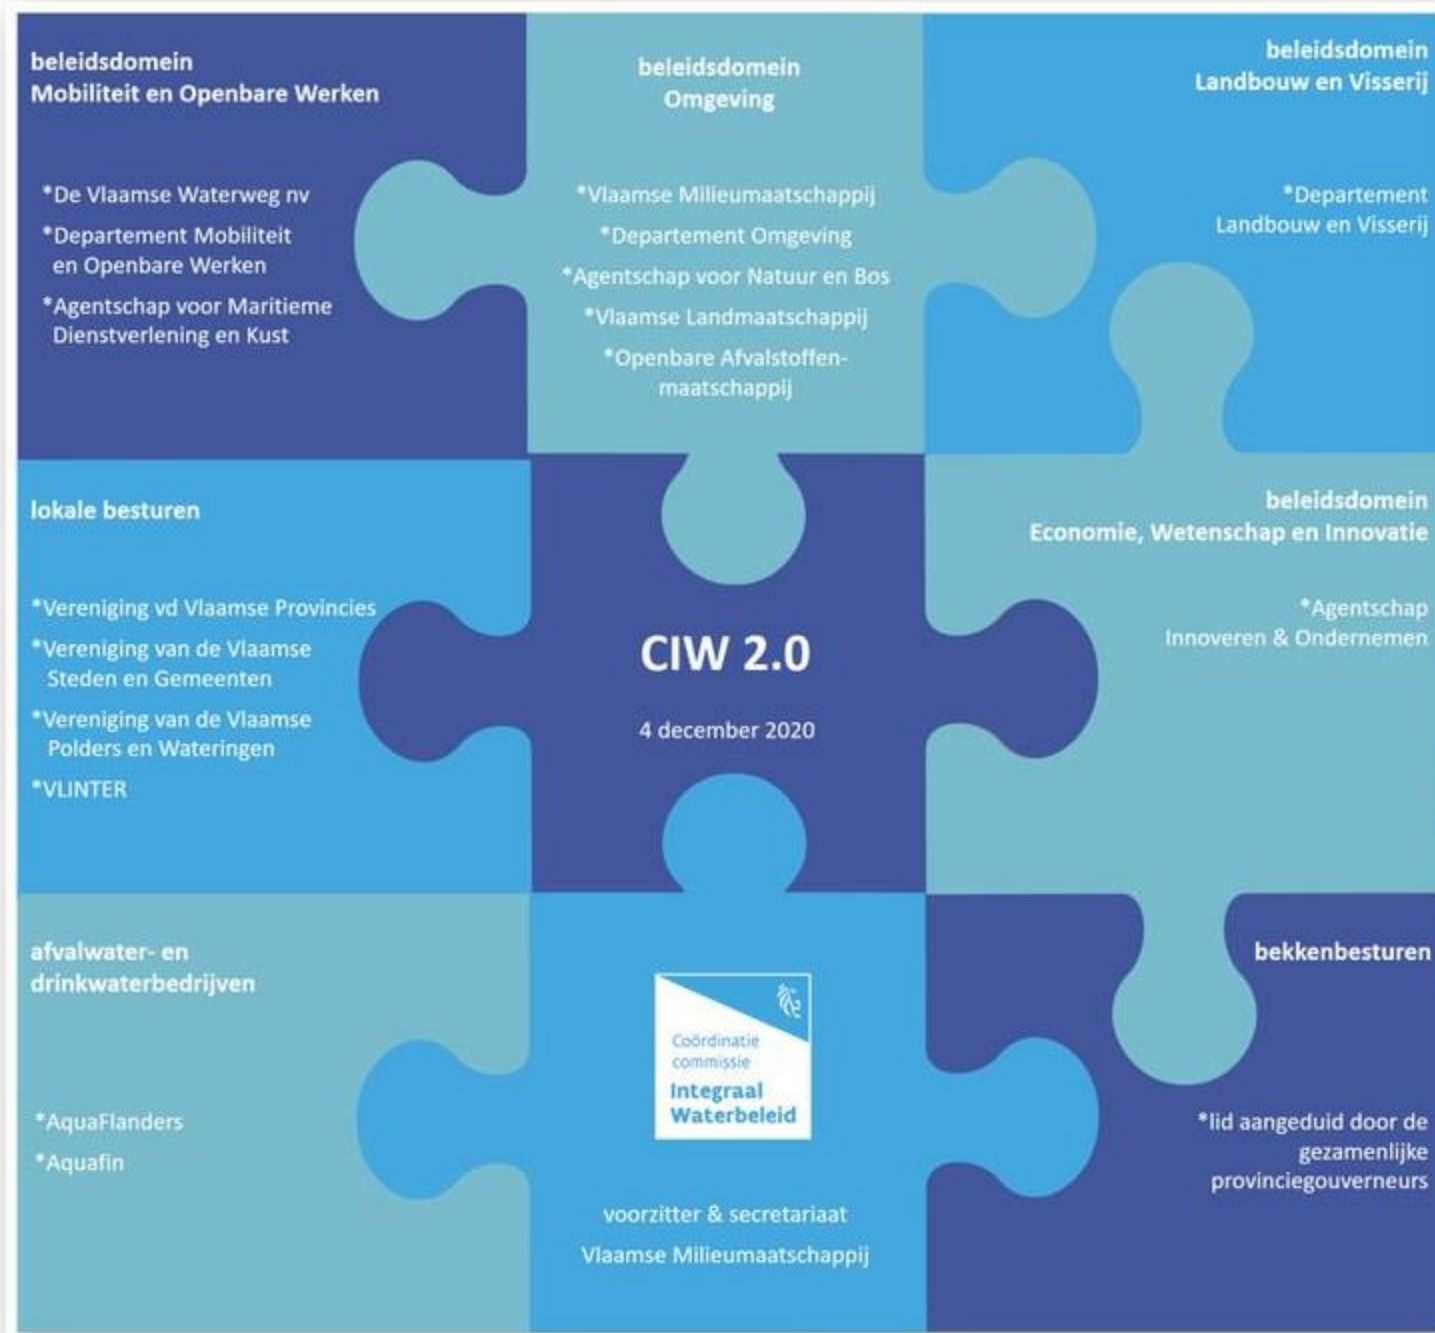 beleidsdomein
Mobiliteit en Openbare Werken
*De Vlaamse Waterweg nv
*Departement Mobiliteit
en Openbare Werken
*Agentschap voor Maritieme
Dienstverlening en Kust
beleidsdomein
Omgeving
*Vlaamse Milieumaatschappij
*Departement Omgeving
*Agentschap voor Natuur en Bos
*Vlaamse Landmaatschappij
*Openbare Afvalstoffen-
maatschappij
beleidsdomein
Landbouw en Visserij
*Departement
Landbouw en Visserij
lokale besturen
*Vereniging vd Vlaamse Provincies
*Vereniging van de Vlaamse
Steden en Gemeenten
*Vereniging van de Vlaamse
Polders en Wateringen
*VLINTER
CIW 2.0
4 december 2020
beleidsdomein
Economie, Wetenschap en Innovatie
*Agentschap
Innoveren & Ondernemen
afvalwater- en
drinkwaterbedrijven
*AquaFlanders
*Aquafin
Coördinatie
commissie
Integraal
Waterbeleid
voorzitter & secretariaat
Vlaamse Milieumaatschappij
bekkenbesturen
*lid aangeduid door de
gezamenlijke
provinciegouverneurs